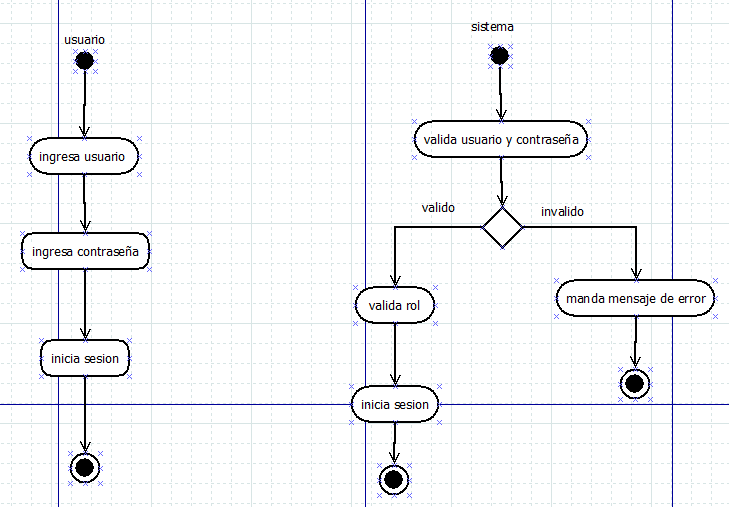 usuario
ingresa usuario
ingresa contraseña
inicia sesion
sistema
valida usuario y contraseña
valido
invalido
valida rol
manda mensaje de error
inicia sesion